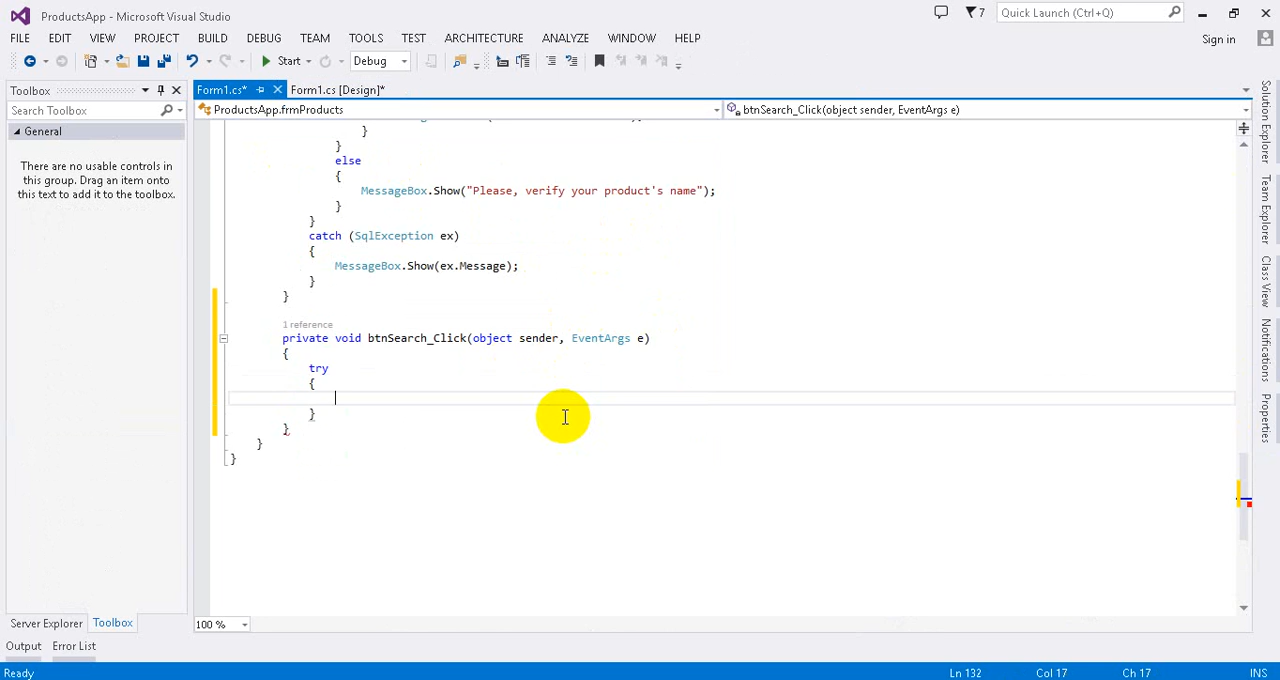 ProductsApp - Microsoft Visual Studio
7
Quick Launch (Ctrl+Q)
FILE EDIT VIEW PROJECT BUILD DEBUG TEAM TOOLS TEST ARCHITECTURE ANALYZE WINDOW HELP
Sign in
Start
Debug
Toolbox
Search Toolbox
General
There are no usable controls in
this group. Drag an item onto
this text to add it to the toolbox.
Server Explorer Toolbox
Form1.cs*
Form1.cs [Design]*
ProductsApp.frmProducts
btnSearch_Click(object sender, EventArgs e)
}
}
else
{
MessageBox.Show("Please, verify your product's name");
}
}
catch (SqlException ex)
{
MessageBox.Show(ex.Message);
}
}
1 reference
private void btnSearch_Click(object sender, EventArgs e)
{
try
{
}
}
}
}
100 %
Solution Explorer
Team Explorer
Class View
Notifications
Properties
Output Error List
Ready
Ln 132
Col 17
Ch 17
INS